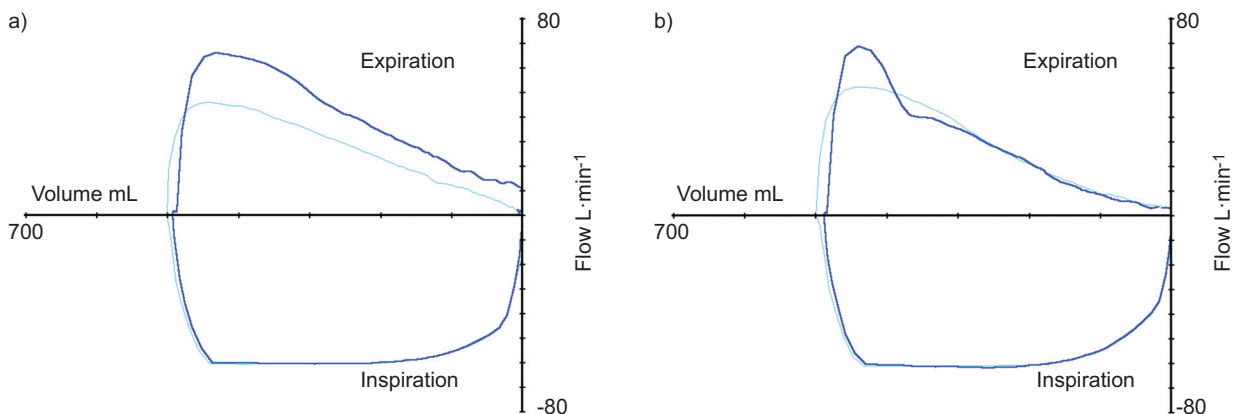 a)
80
Expiration
Volume mL
700
Flow L·min⁻¹
Inspiration
-80
b)
80
Expiration
Volume mL
700
Flow L·min⁻¹
Inspiration
-80